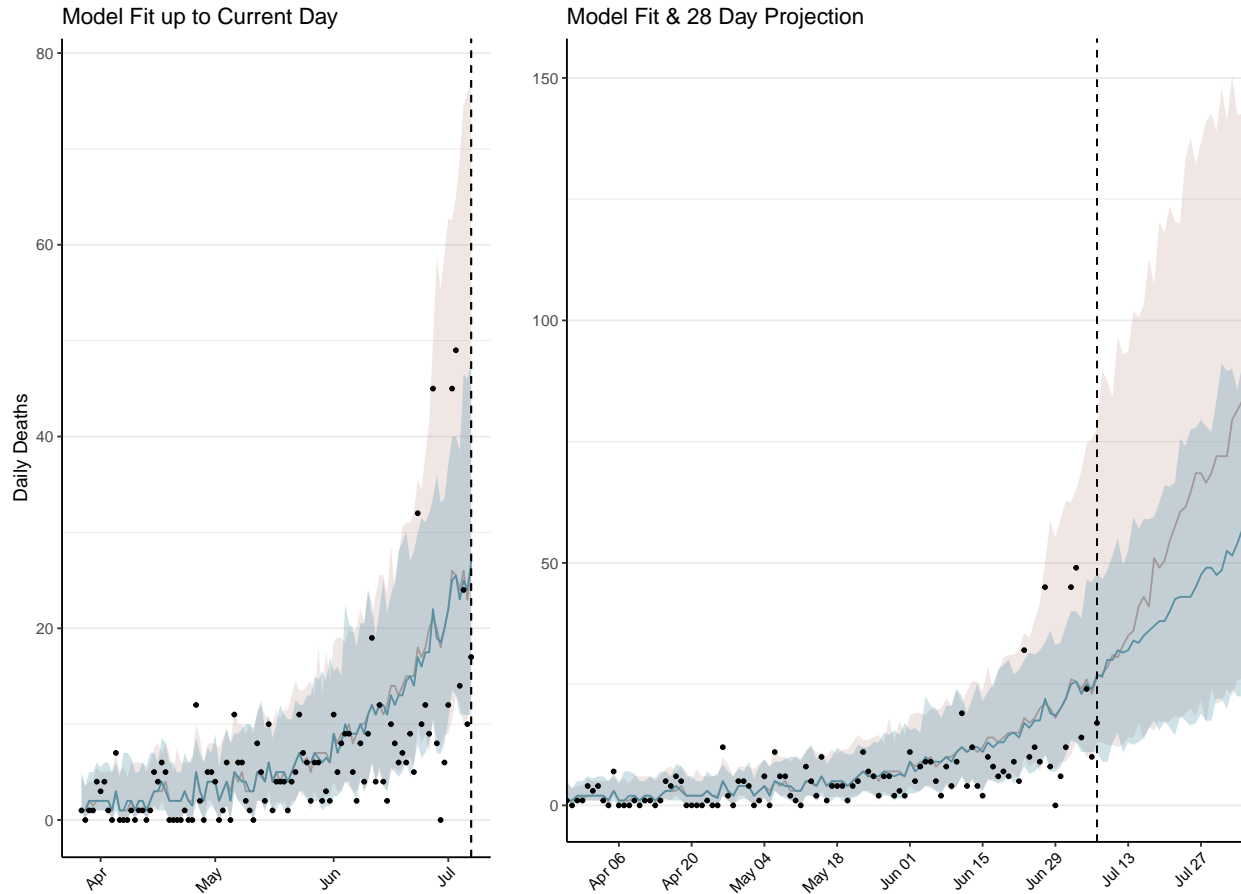 Model Fit up to Current Day
Daily Deaths
80
60
40
20
0
Apr
May
Jun
Jul
Model Fit & 28 Day Projection
150
100
50
0
Apr 06
Apr 20
May 04
May 18
Jun 01
Jun 15
Jun 29
Jul 13
Jul 27